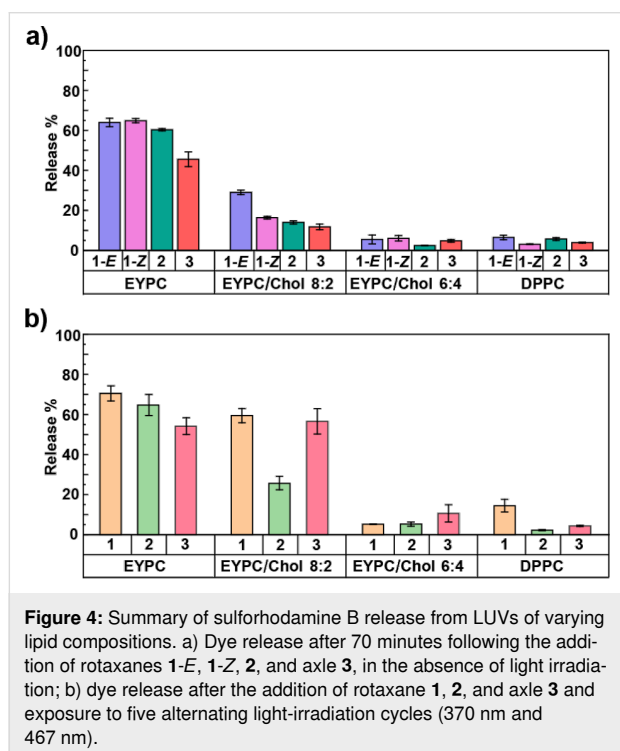 a)
100
80
60
40
20
0
Release %
1-E 1-Z 2 3 1-E 1-Z 2 3 1-E 1-Z 2 3 1-E 1-Z 2 3
EYPC EYPC/Chol 8:2 EYPC/Chol 6:4 DPPC
b)
100
80
60
40
20
0
Release %
1 2 3 1 2 3 1 2 3 1 2 3
EYPC EYPC/Chol 8:2 EYPC/Chol 6:4 DPPC
Figure 4: Summary of sulforhodamine B release from LUVs of varying
lipid compositions. a) Dye release after 70 minutes following the addi-
tion of rotaxanes 1-E, 1-Z, 2, and axle 3, in the absence of light irradia-
tion; b) dye release after the addition of rotaxane 1, 2, and axle 3 and
exposure to five alternating light-irradiation cycles (370 nm and
467 nm).